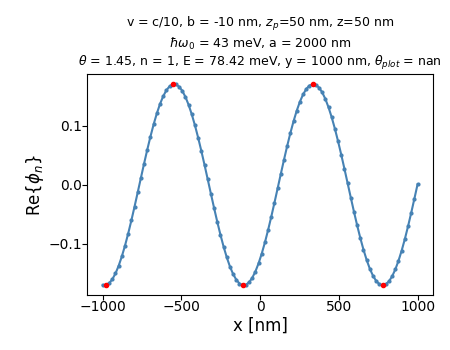 v = c/10, b = -10 nm, z_p=50 nm, z=50 nm
ℏω₀ = 43 meV, a = 2000 nm
θ = 1.45, n = 1, E = 78.42 meV, y = 1000 nm, θ_plot = nan
Re{ϕ_n}
0.1
0.0
−0.1
−1000 −500 0 500 1000
x [nm]